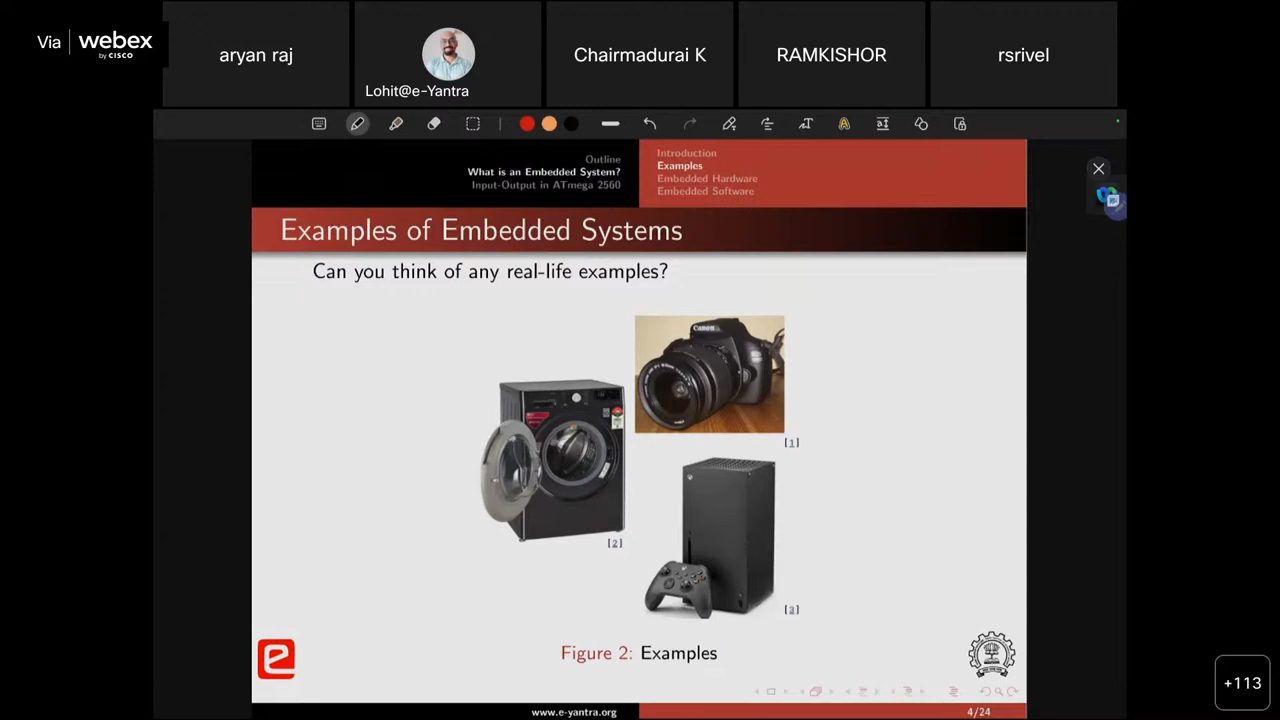 Via webex
by CISCO
aryan raj
Lohit@e-Yantra
Chairmadurai K
RAMKISHOR
rsrivel
Outline
What is an Embedded System?
Input-Output in ATmega 2560
Introduction
Examples
Embedded Hardware
Embedded Software
Examples of Embedded Systems
Can you think of any real-life examples?
Canon
[1]
[2]
[3]
Figure 2: Examples
www.e-yantra.org
4/24
+113